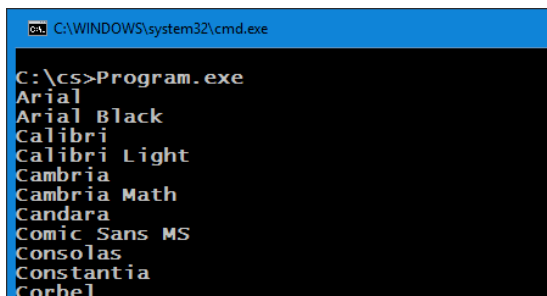 C:\WINDOWS\system32\cmd.exe
C:\cs>Program.exe
Arial
Arial Black
Calibri
Calibri Light
Cambria
Cambria Math
Candara
Comic Sans MS
Consolas
Constantia
Corbel